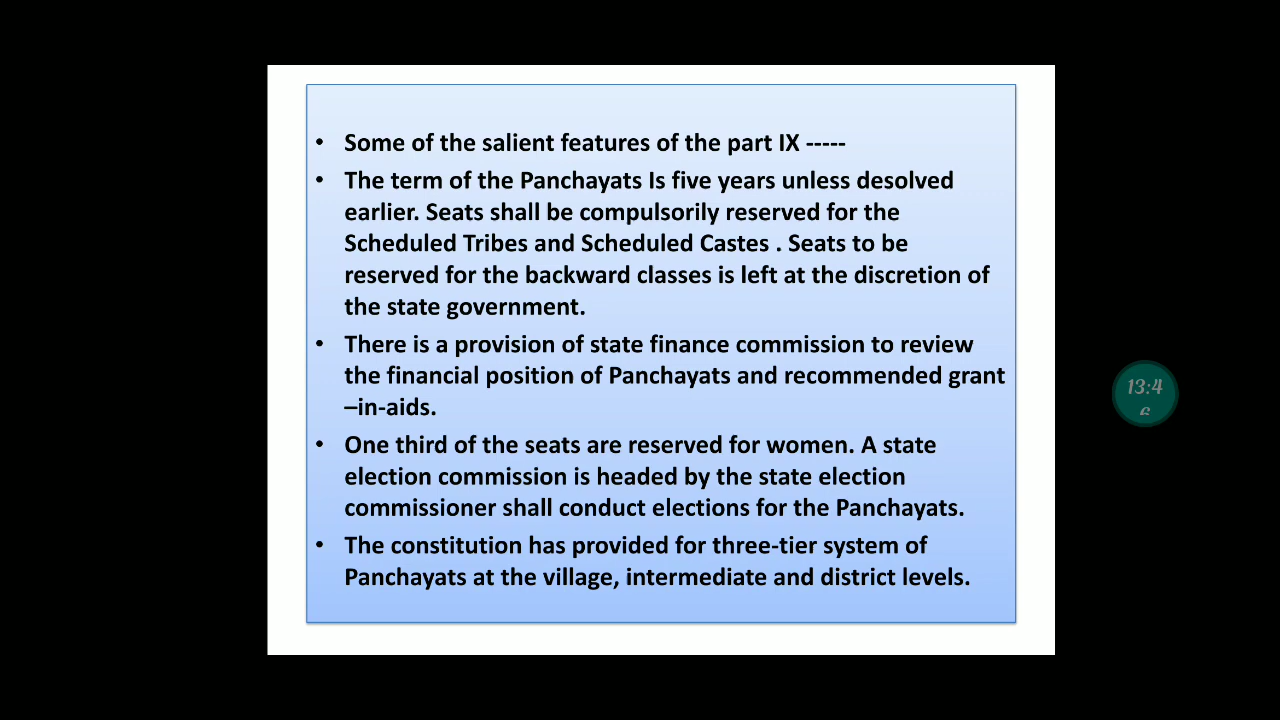 • Some of the salient features of the part IX -----
• The term of the Panchayats Is five years unless desolved
earlier. Seats shall be compulsorily reserved for the
Scheduled Tribes and Scheduled Castes . Seats to be
reserved for the backward classes is left at the discretion of
the state government.
• There is a provision of state finance commission to review
the financial position of Panchayats and recommended grant
–in-aids.
• One third of the seats are reserved for women. A state
election commission is headed by the state election
commissioner shall conduct elections for the Panchayats.
• The constitution has provided for three-tier system of
Panchayats at the village, intermediate and district levels.
13:4